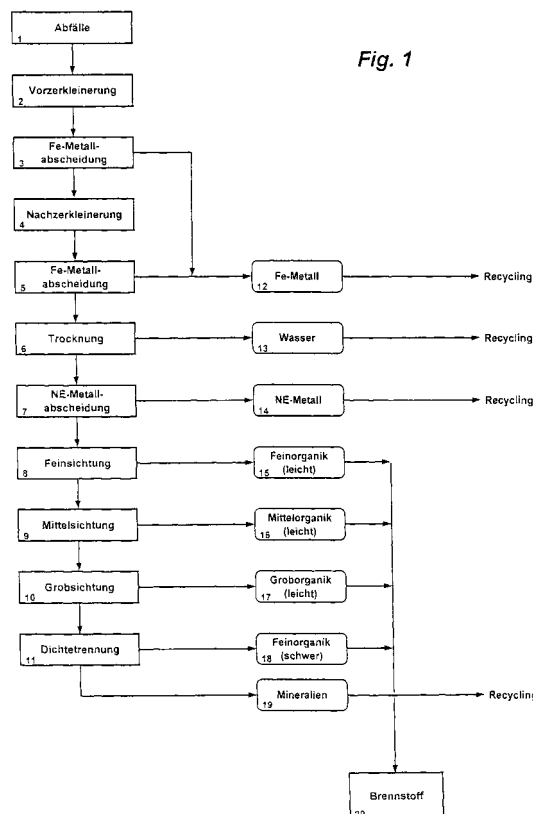 Fig. 1
Abfälle
1
Vorzerkleinerung
2
Fe-Metall-
abscheidung
3
Nachzerkleinerung
4
Fe-Metall-
abscheidung
5
Fe-Metall
12
Recycling
Trocknung
6
Wasser
13
Recycling
NE-Metall-
abscheidung
7
NE-Metall
14
Recycling
Feinsichtung
8
Feinorganik
(leicht)
15
Mittelsichtung
9
Mittelorganik
(leicht)
16
Grobsichtung
10
Groborganik
(leicht)
17
Dichtetrennung
11
Feinorganik
(schwer)
18
Mineralien
19
Recycling
Brennstoff
20